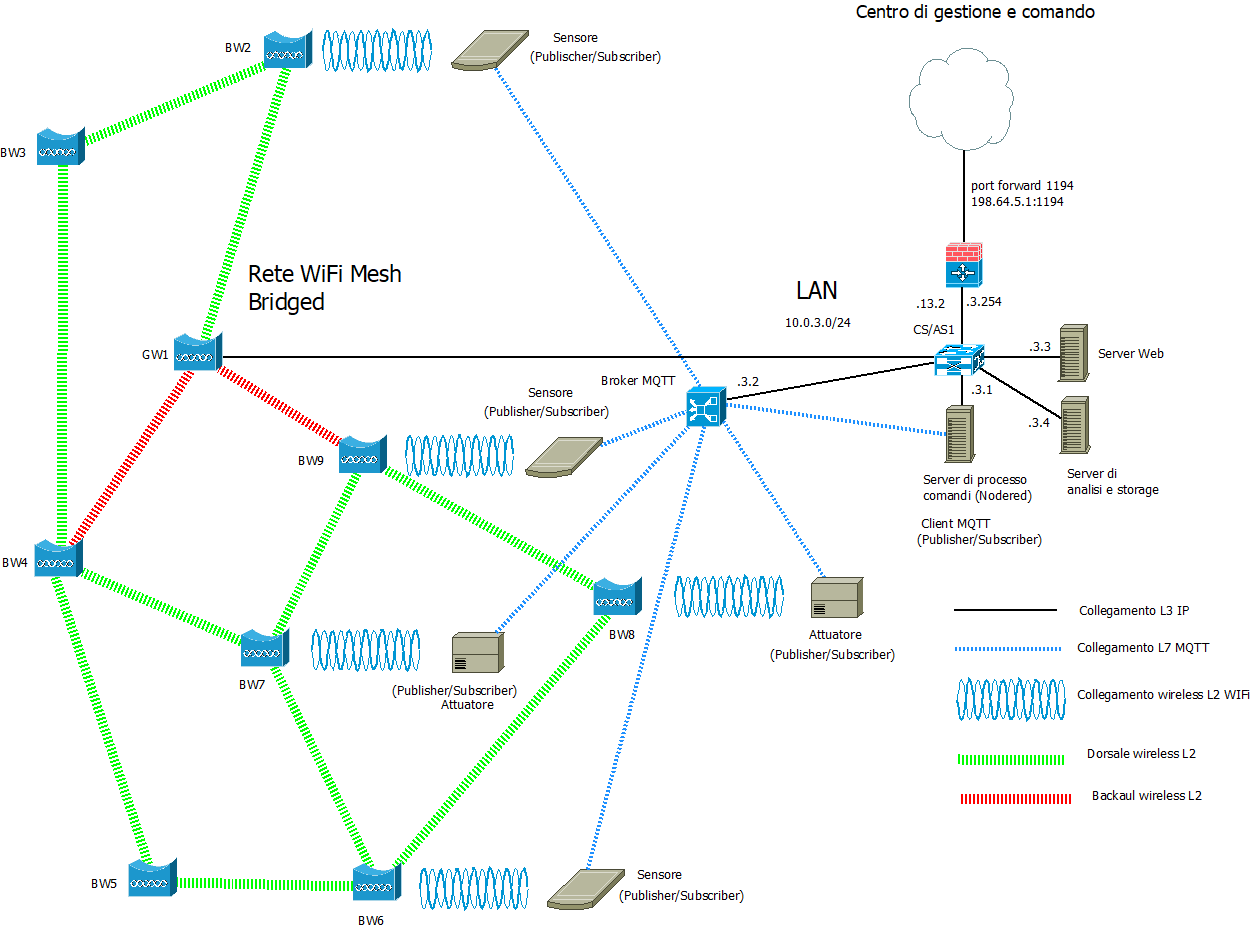 Centro di gestione e comando
BW2
Sensore
(Publischer/Subscriber)
BW3
port forward 1194
198.64.5.1:1194
Rete WiFi Mesh
Bridged
LAN
10.0.3.0/24
.13.2
.3.254
CS/AS1
GW1
.3.3
Server Web
Broker MQTT
.3.2
.3.1
Sensore
(Publisher/Subscriber)
.3.4
BW9
Server di processo
comandi (Nodered)
Server di
analisi e storage
Client MQTT
(Publisher/Subscriber)
BW4
Collegamento L3 IP
BW8
Attuatore
(Publisher/Subscriber)
Collegamento L7 MQTT
BW7
(Publisher/Subscriber)
Attuatore
Collegamento wireless L2 WIFi
Dorsale wireless L2
Backaul wireless L2
BW5
Sensore
(Publisher/Subscriber)
BW6